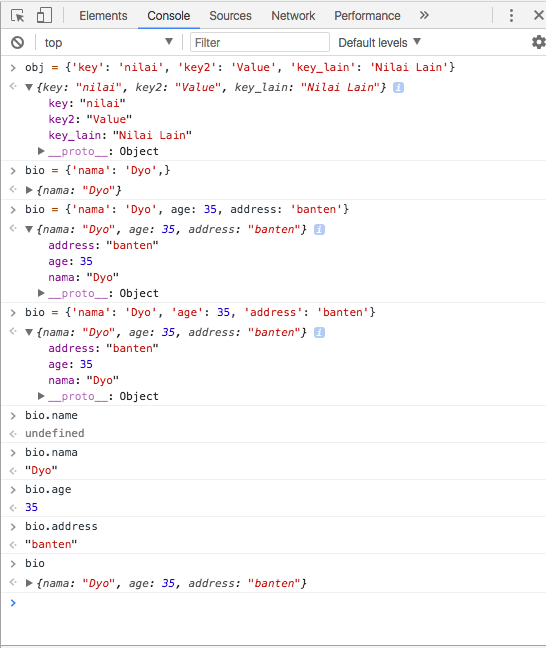 Elements Console Sources Network Performance »
top ▼ Filter Default levels ▼
> obj = {'key': 'nilai', 'key2': 'Value', 'key_lain': 'Nilai Lain'}
<· ▼{key: "nilai", key2: "Value", key_lain: "Nilai Lain"} i
key: "nilai"
key2: "Value"
key_lain: "Nilai Lain"
▶__proto__: Object
> bio = {'nama': 'Dyo',}
<· ▶{nama: "Dyo"}
> bio = {'nama': 'Dyo', age: 35, address: 'banten'}
<· ▼{nama: "Dyo", age: 35, address: "banten"} i
address: "banten"
age: 35
nama: "Dyo"
▶__proto__: Object
> bio = {'nama': 'Dyo', 'age': 35, 'address': 'banten'}
<· ▼{nama: "Dyo", age: 35, address: "banten"} i
address: "banten"
age: 35
nama: "Dyo"
▶__proto__: Object
> bio.name
<· undefined
> bio.nama
<· "Dyo"
> bio.age
<· 35
> bio.address
<· "banten"
> bio
<· ▶{nama: "Dyo", age: 35, address: "banten"}
>